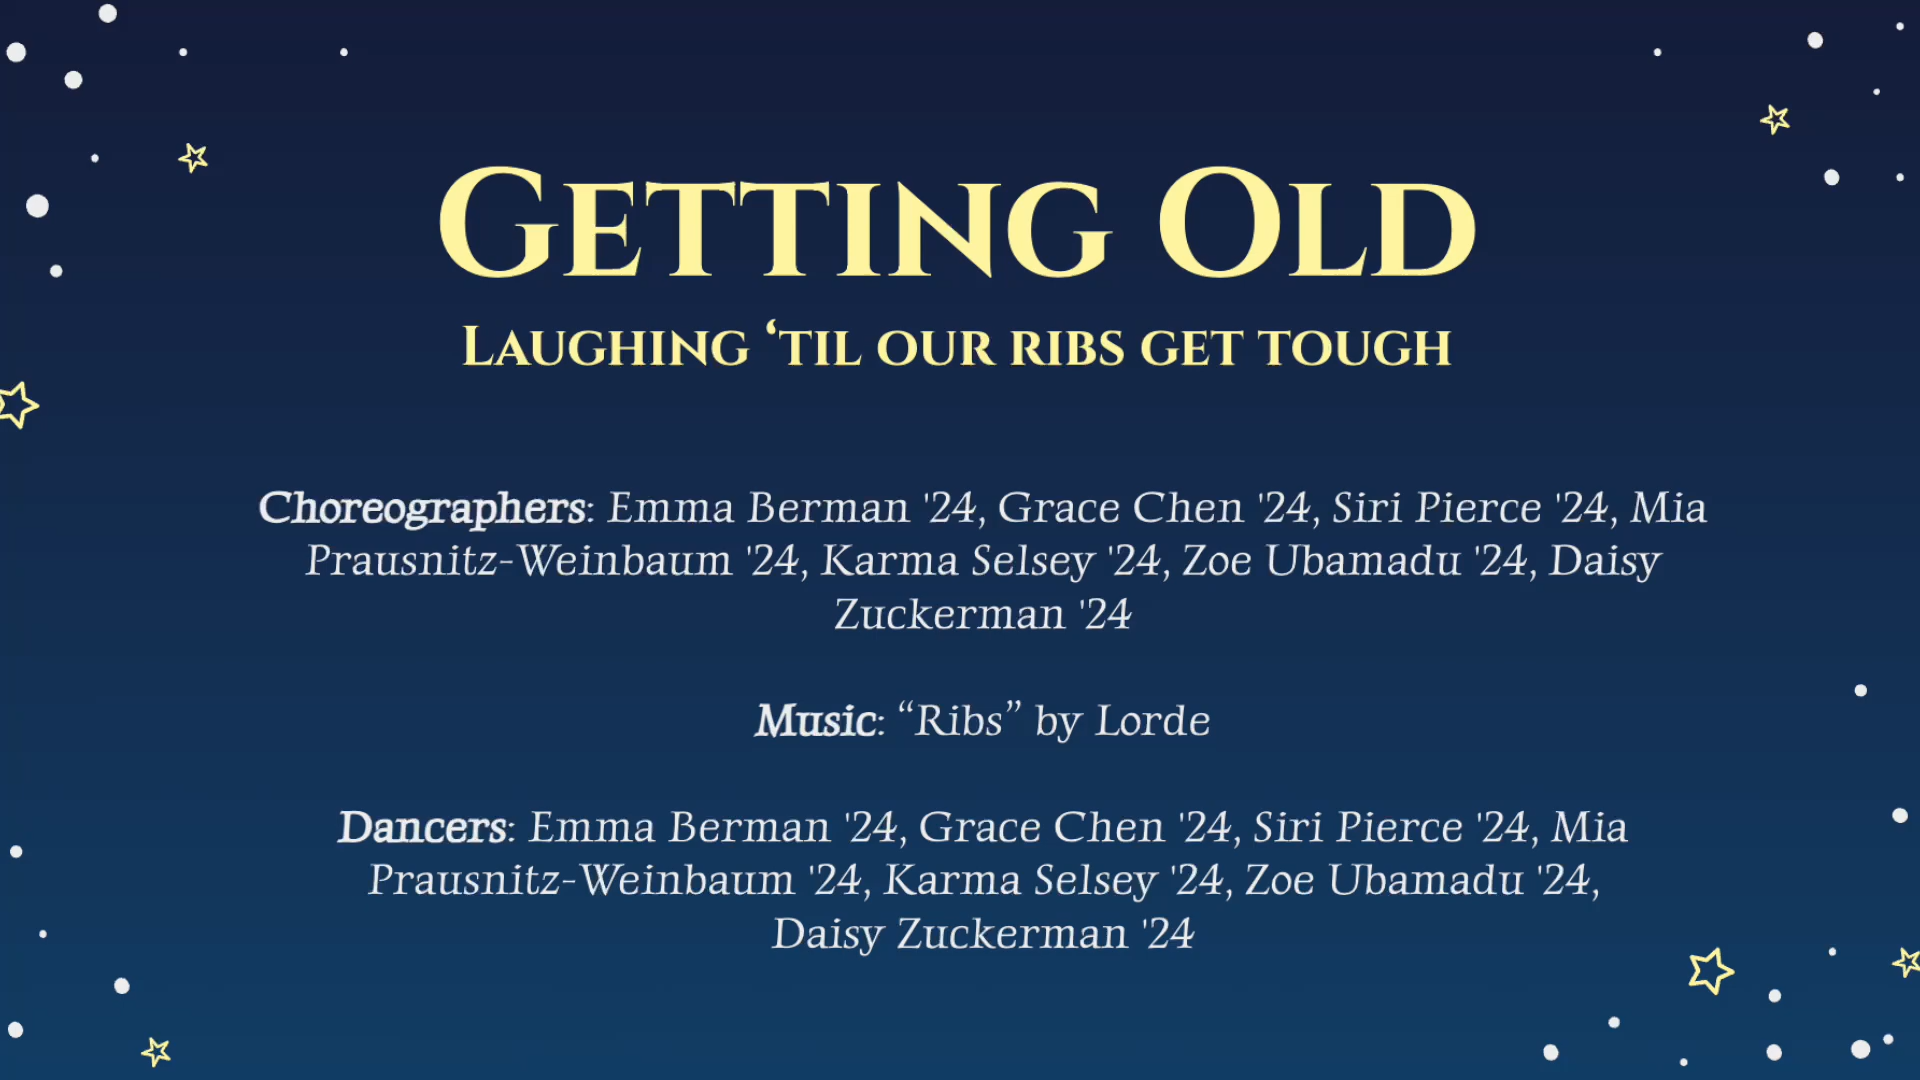 Getting Old
Laughing ‘til our ribs get tough
Choreographers: Emma Berman '24, Grace Chen '24, Siri Pierce '24, Mia
Prausnitz-Weinbaum '24, Karma Selsey '24, Zoe Ubamadu '24, Daisy
Zuckerman '24
Music: “Ribs” by Lorde
Dancers: Emma Berman '24, Grace Chen '24, Siri Pierce '24, Mia
Prausnitz-Weinbaum '24, Karma Selsey '24, Zoe Ubamadu '24,
Daisy Zuckerman '24